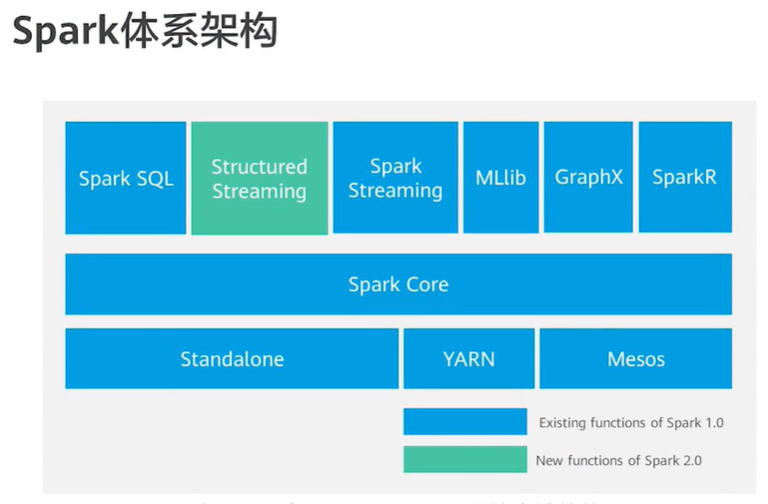 Spark体系架构
Spark SQL
Structured
Streaming
Spark
Streaming
MLlib
GraphX
SparkR
Spark Core
Standalone
YARN
Mesos
Existing functions of Spark 1.0
New functions of Spark 2.0